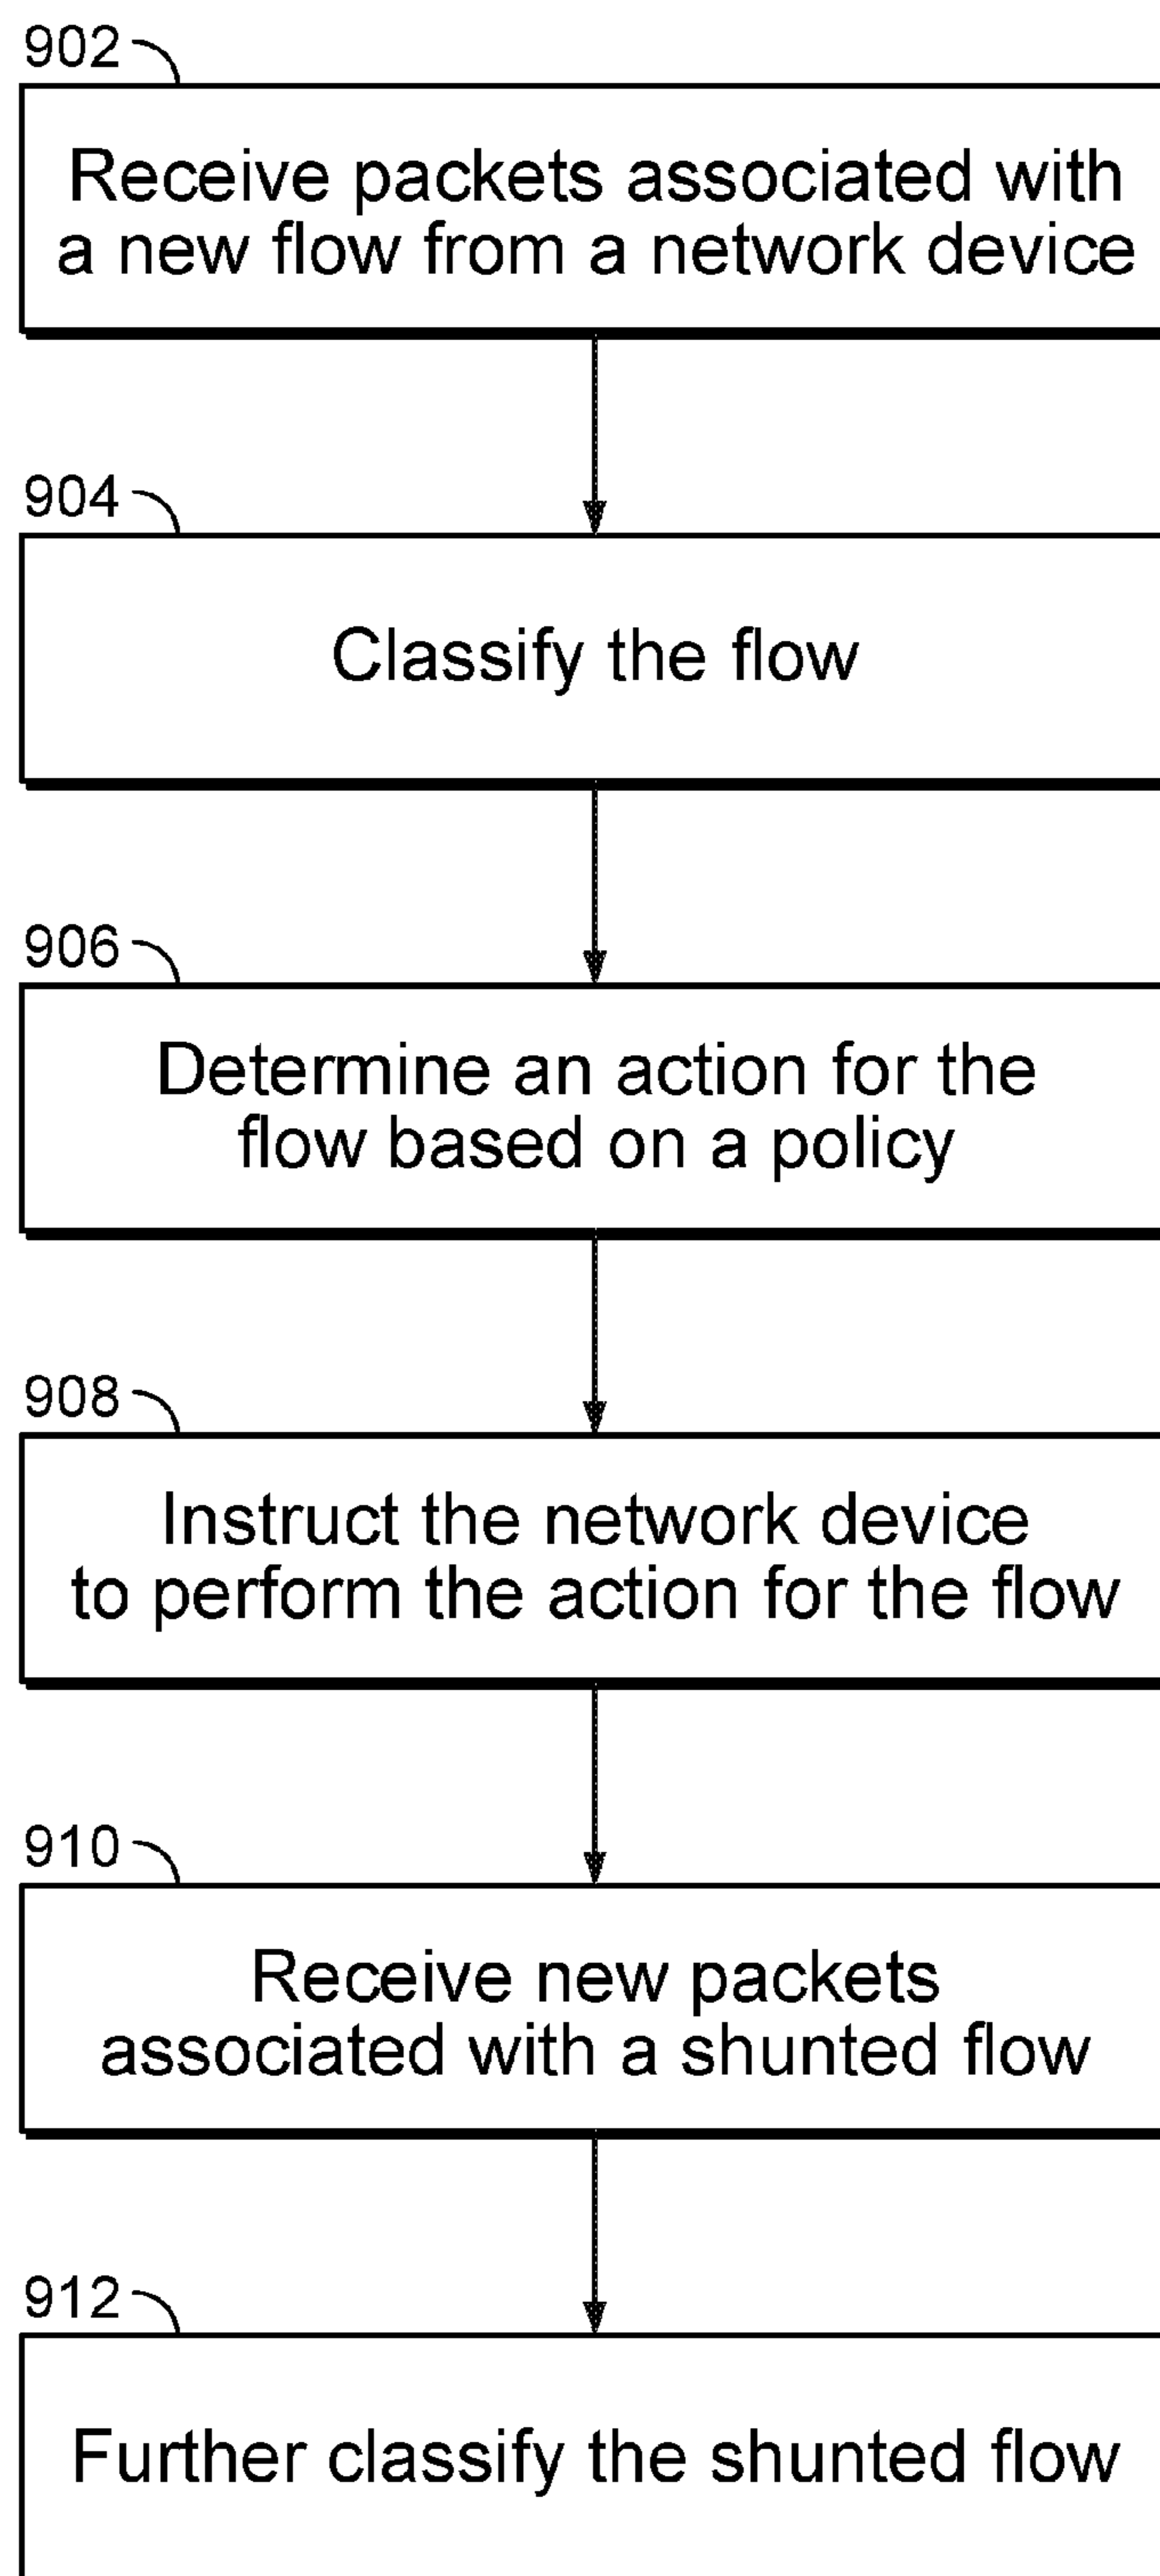 902
Receive packets associated with
a new flow from a network device
904
Classify the flow
906
Determine an action for the
flow based on a policy
908
Instruct the network device
to perform the action for the flow
910
Receive new packets
associated with a shunted flow
912
Further classify the shunted flow